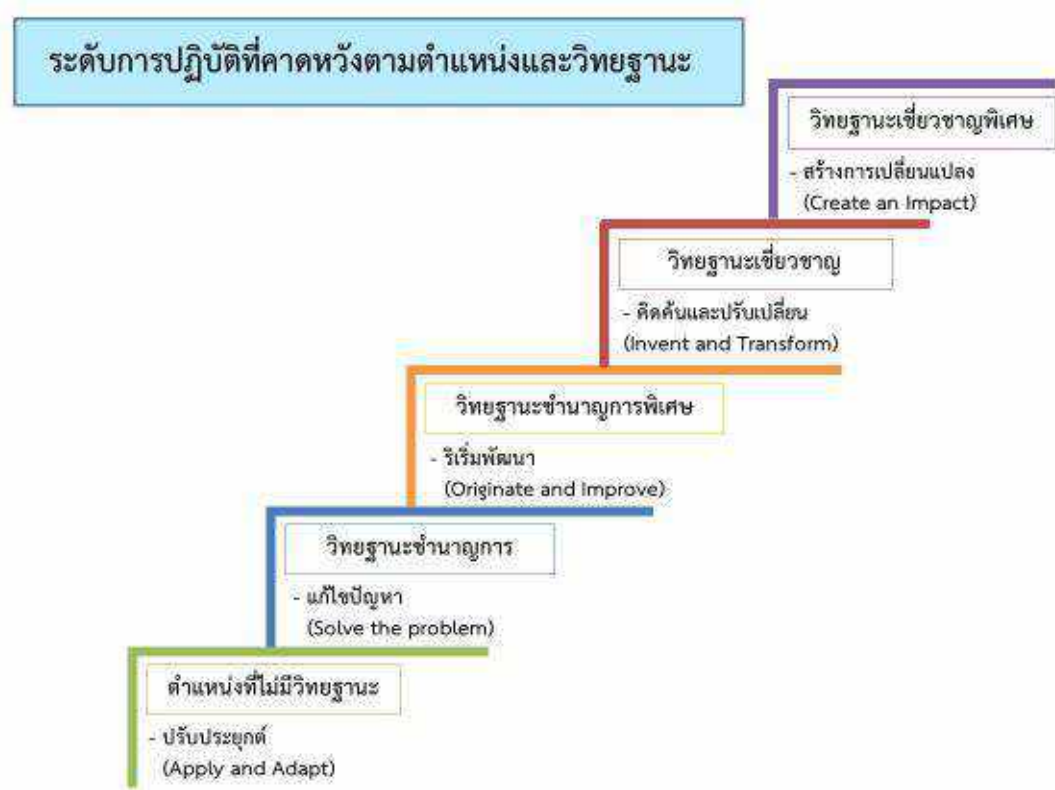 ระดับการปฏิบัติที่คาดหวังตามตำแหน่งและวิทยฐานะ
วิทยฐานะเชี่ยวชาญพิเศษ
- สร้างการเปลี่ยนแปลง
(Create an Impact)
วิทยฐานะเชี่ยวชาญ
- คิดค้นและปรับเปลี่ยน
(Invent and Transform)
วิทยฐานะชำนาญการพิเศษ
- ริเริ่มพัฒนา
(Originate and Improve)
วิทยฐานะชำนาญการ
- แก้ไขปัญหา
(Solve the problem)
ตำแหน่งที่ไม่มีวิทยฐานะ
- ปรับประยุกต์
(Apply and Adapt)